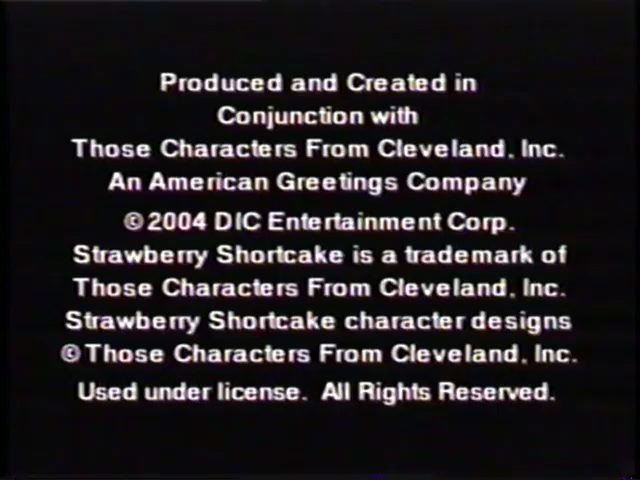 Produced and Created in
Conjunction with
Those Characters From Cleveland, Inc.
An American Greetings Company
©2004 DIC Entertainment Corp.
Strawberry Shortcake is a trademark of
Those Characters From Cleveland, Inc.
Strawberry Shortcake character designs
© Those Characters From Cleveland, Inc.
Used under license. All Rights Reserved.